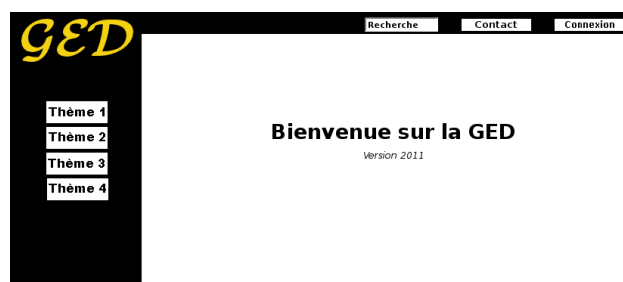 GED
Recherche
Contact
Connexion
Thème 1
Thème 2
Thème 3
Thème 4
Bienvenue sur la GED
Version 2011